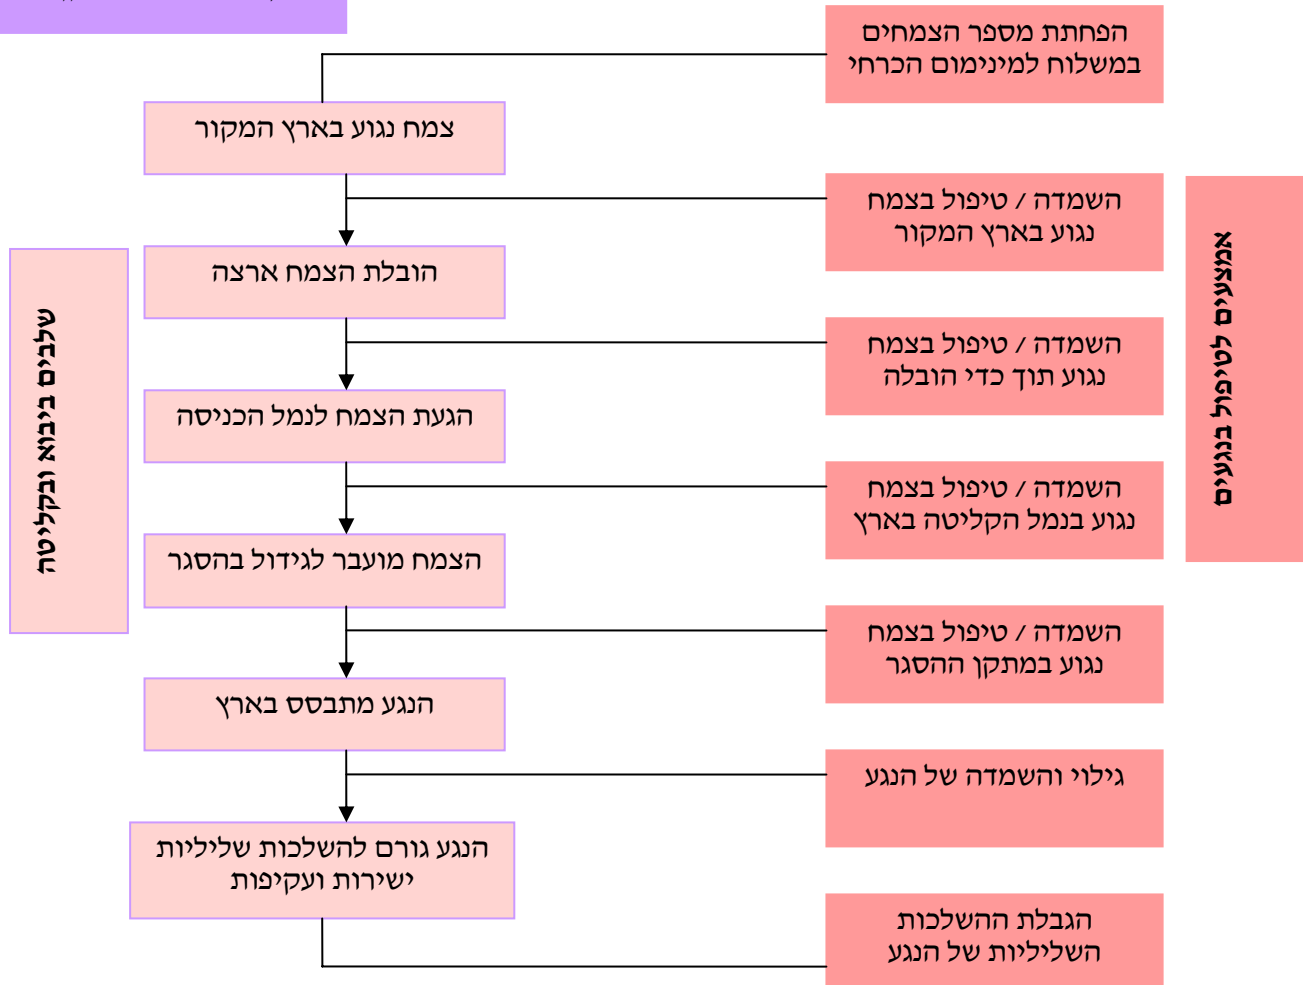 הפחתת מספר הצמחים
במשלוח למינימום הכרחי
צמח נגוע בארץ המקור
השמדה / טיפול בצמח
נגוע בארץ המקור
אמצעים לטיפול בנגעים
שלבים ביבוא ובקליטה
הובלת הצמח ארצה
השמדה / טיפול בצמח
נגוע תוך כדי הובלה
הגעת הצמח לנמל הכניסה
השמדה / טיפול בצמח
נגוע בנמל הקליטה בארץ
הצמח מועבר לגידול בהסגר
השמדה / טיפול בצמח
נגוע במתקן ההסגר
הנגע מתבסס בארץ
גילוי והשמדה של הנגע
הנגע גורם להשלכות שליליות
ישירות ועקיפות
הגבלת ההשלכות
השליליות של הנגע